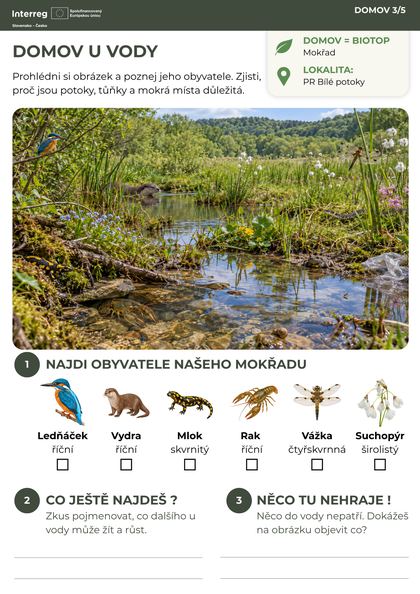 Interreg
Spolufinancovaný
Evropskou unií
Slovensko – Česko
DOMOV 3/5
DOMOV U VODY
Prohlédni si obrázek a poznej jeho obyvatele. Zjisti,
proč jsou potoky, tůňky a mokrá místa důležitá.
DOMOV = BIOTOP
Mokřad
LOKALITA:
PR Bílé potoky
1 NAJDI OBYVATELE NAŠEHO MOKŘADU
Ledňáček Vydra Mlok Rak Vážka Suchopýr
říční říční skvrnitý říční čtyřskvrnná širolistý
2 CO JEŠTĚ NAJDEŠ ?
Zkus pojmenovat, co dalšího u
vody může žít a růst.
3 NĚCO TU NEHRAJE !
Něco do vody nepatří. Dokážeš
na obrázku objevit co?